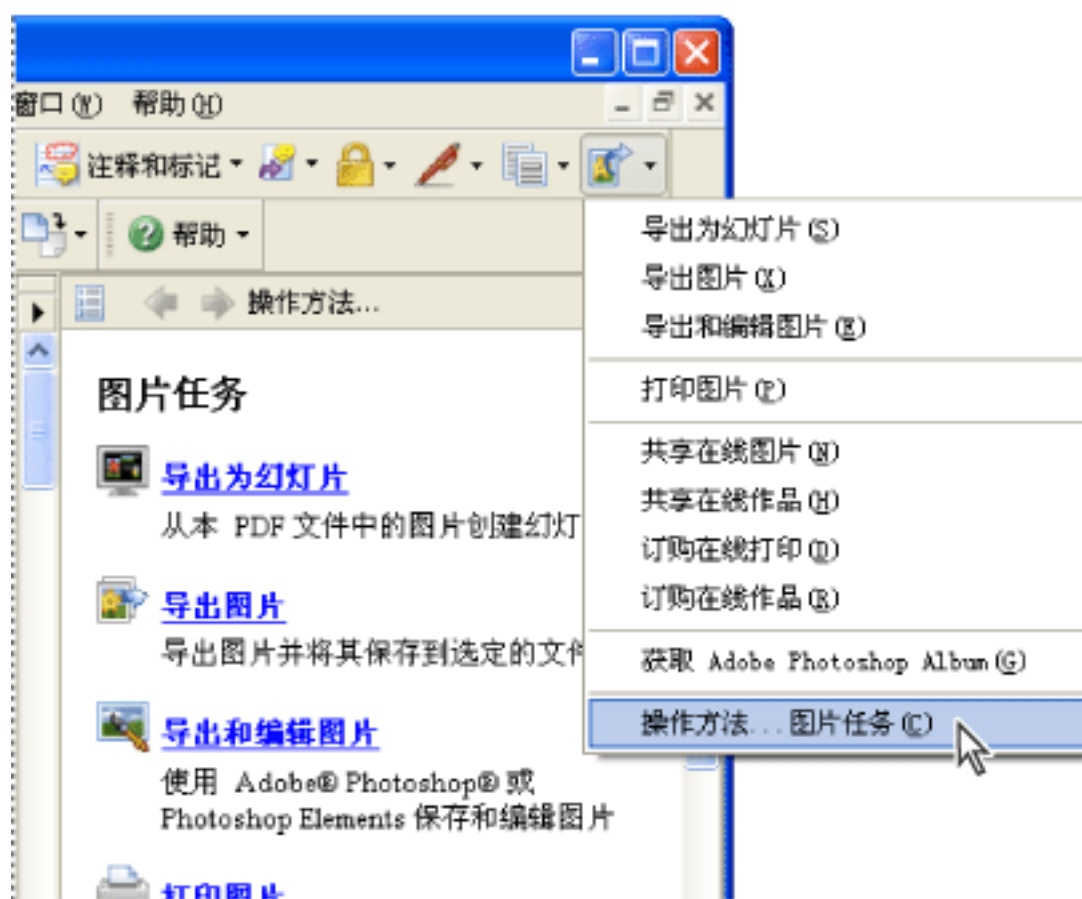 窗口(W) 帮助(H)
注释和标记
帮助
操作方法...
图片任务
导出为幻灯片
从本 PDF 文件中的图片创建幻灯
导出图片
导出图片并将其保存到选定的文件
导出和编辑图片
使用 Adobe® Photoshop® 或
Photoshop Elements 保存和编辑图片
打印图片
导出为幻灯片(S)
导出图片(X)
导出和编辑图片(E)
打印图片(P)
共享在线图片(N)
共享在线作品(H)
订购在线打印(O)
订购在线作品(R)
获取 Adobe Photoshop Album(G)
操作方法...图片任务(C)